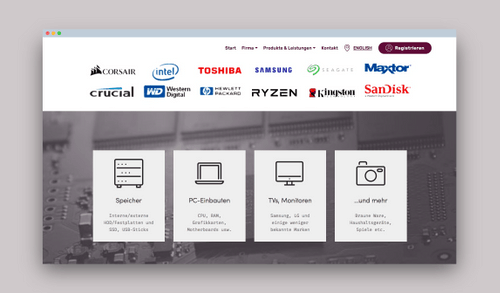 Start Firma Produkte & Leistungen Kontakt ENGLISH Registrieren
CORSAIR intel TOSHIBA SAMSUNG SEAGATE Maxtor
crucial WD Western Digital hp HEWLETT PACKARD RYZEN Kingston SanDisk
Speicher
Interne/externe
HDD/Festplatten und
SSD, USB-Sticks
PC-Einbauten
CPU, RAM,
Grafikkarten,
Motherboards usw.
TVs, Monitoren
Samsung, LG und
einige weniger
bekannte Marken
...und mehr
Braune Ware,
Haushaltsgeräte,
Spiele etc.